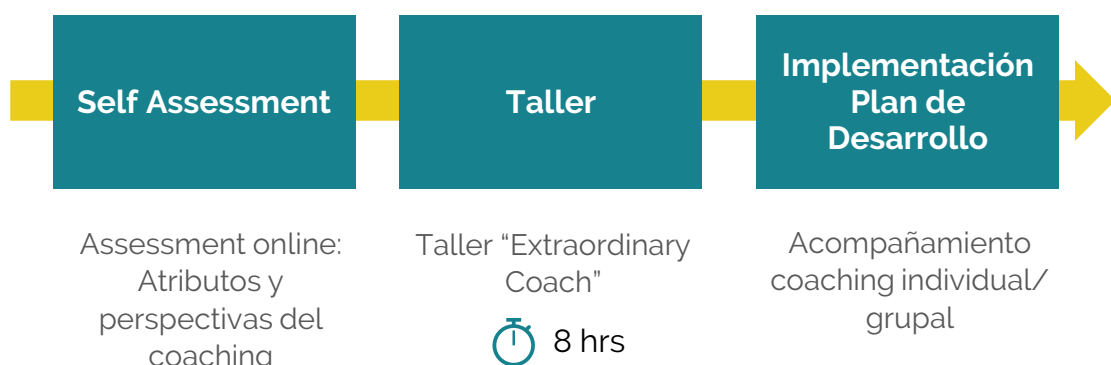 Self Assessment
Taller
Implementación
Plan de
Desarrollo
Assessment online:
Atributos y
perspectivas del
coaching
Taller “Extraordinary
Coach”
8 hrs
Acompañamiento
coaching individual/
grupal